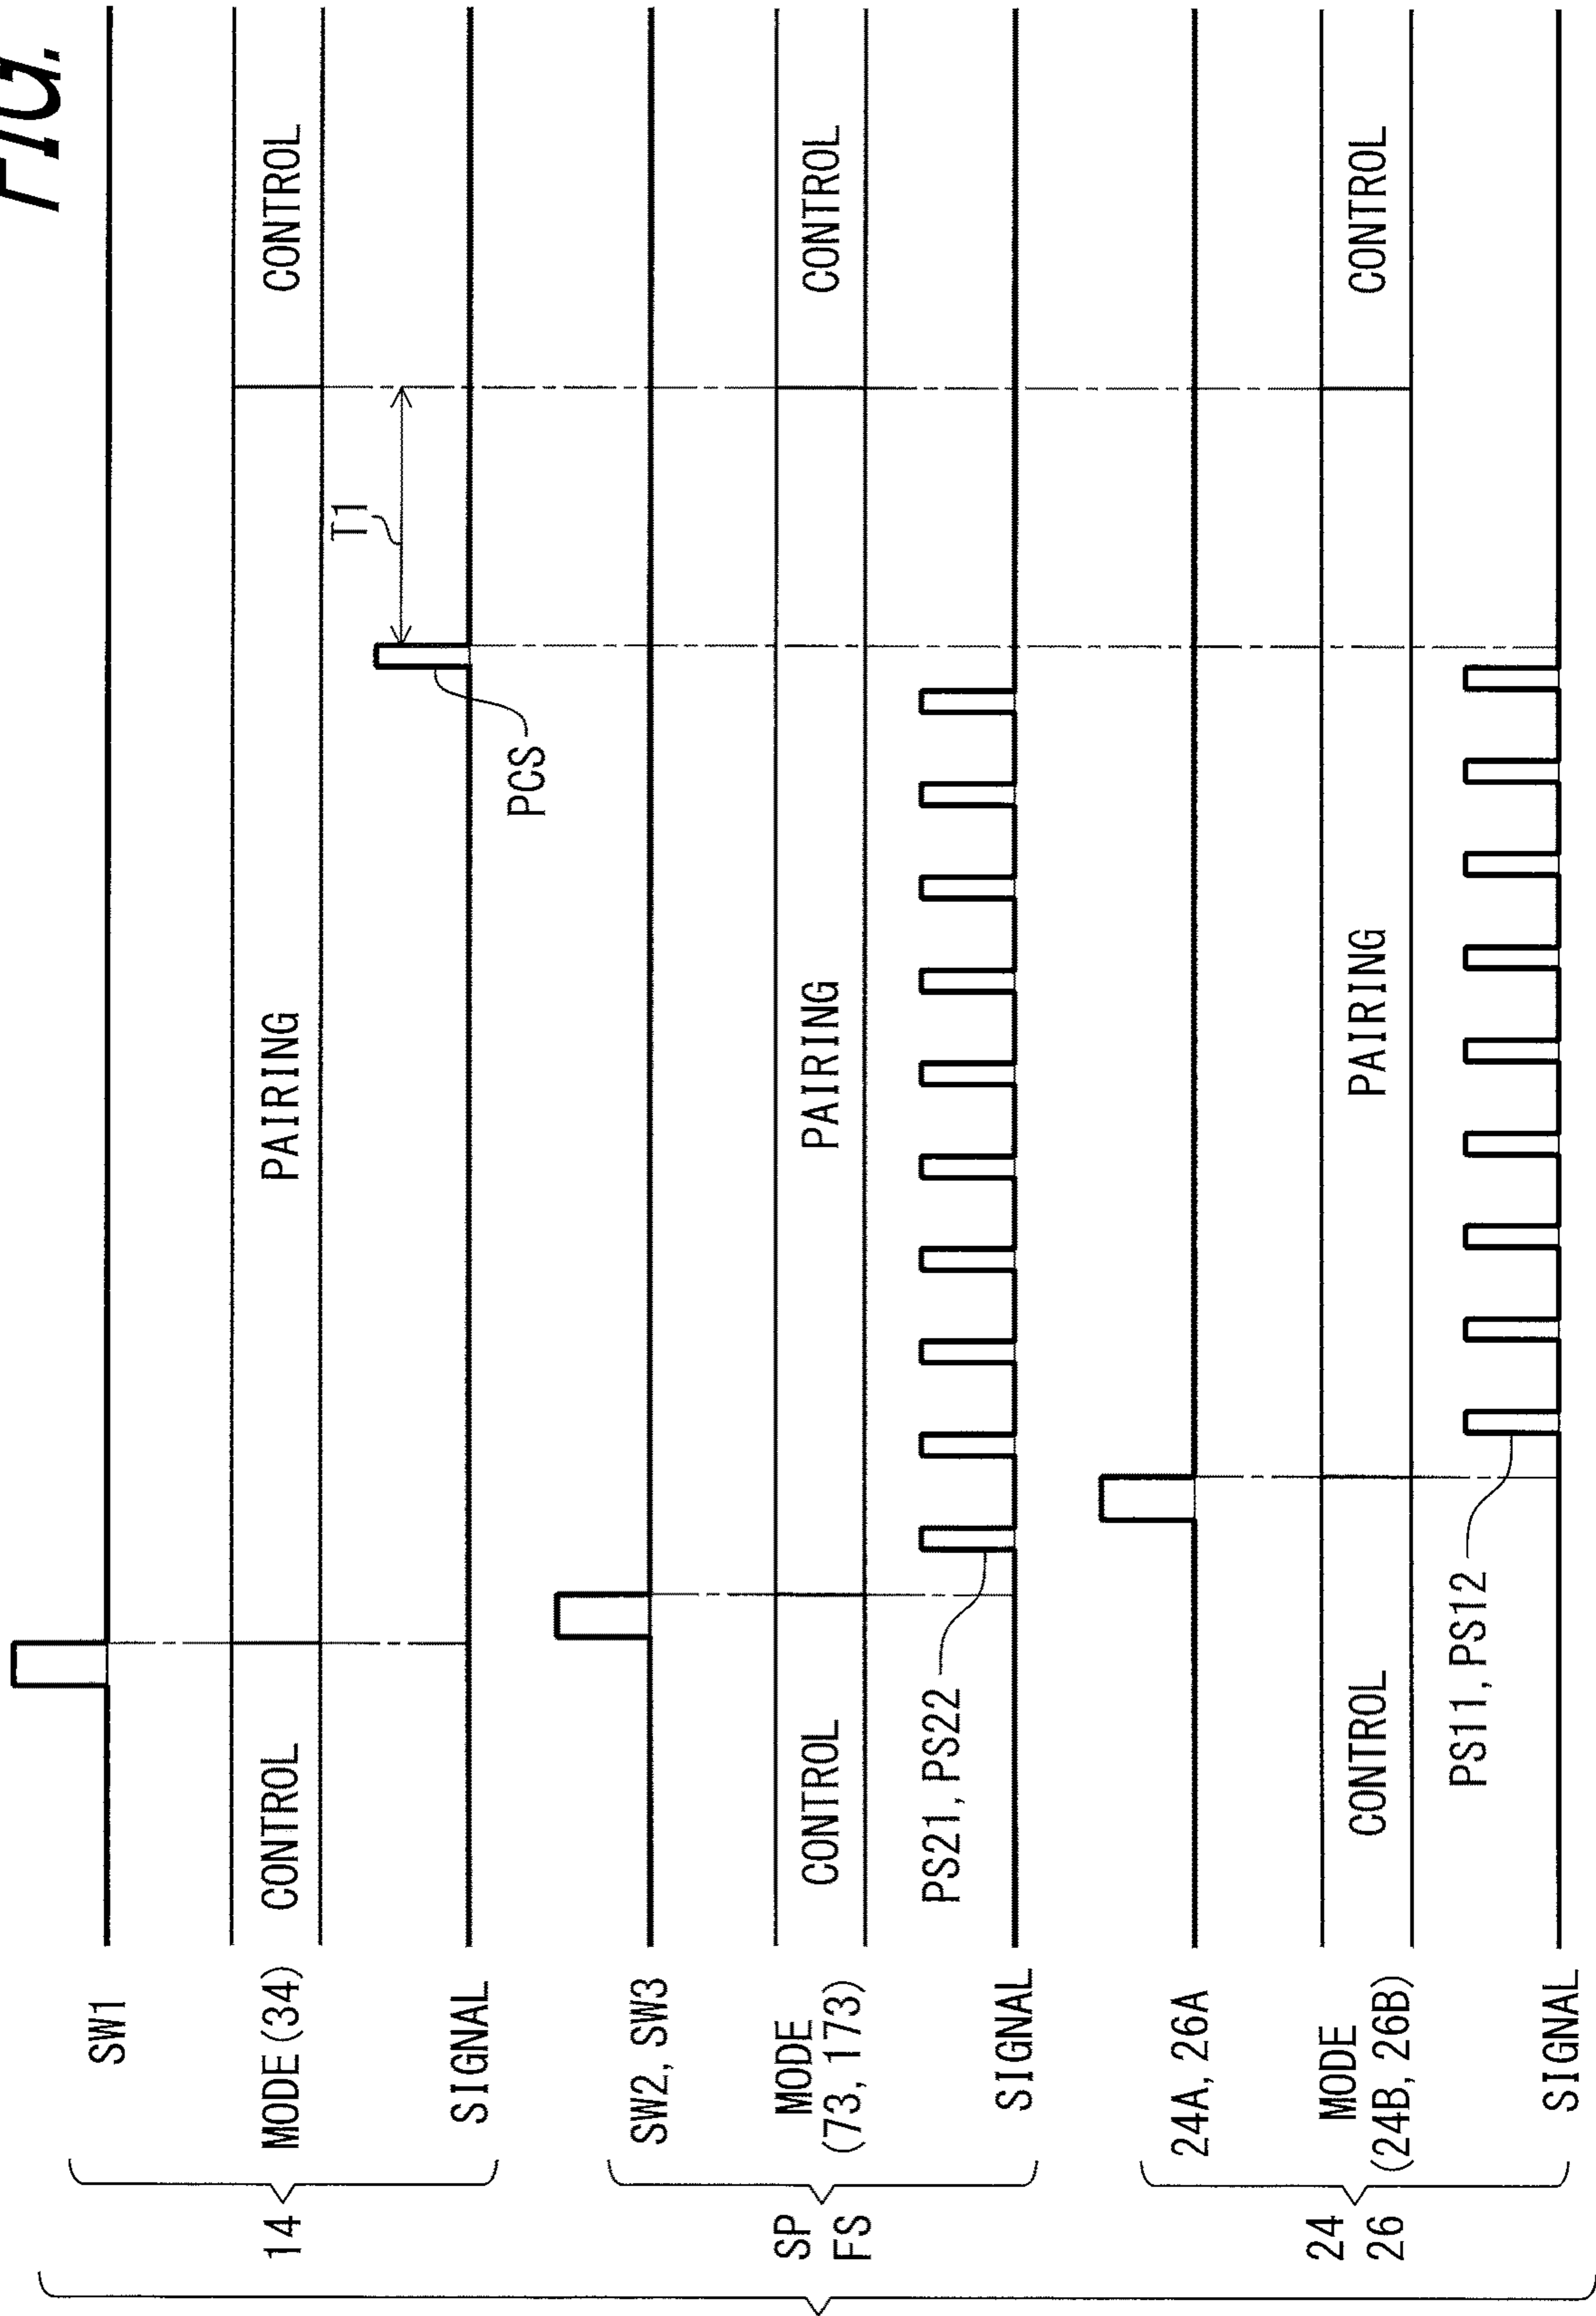 FIG.
14
SW1
MODE (34)
CONTROL
PAIRING
CONTROL
SIGNAL
PCS
T1
SP
FS
SW2, SW3
MODE
(73, 173)
CONTROL
PAIRING
CONTROL
SIGNAL
PS21, PS22
24
26
24A, 26A
MODE
(24B, 26B)
CONTROL
PAIRING
CONTROL
SIGNAL
PS11, PS12